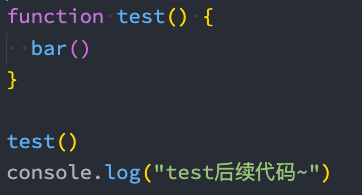 function test() {
  bar()
}

test()
console.log("test后续代码~")